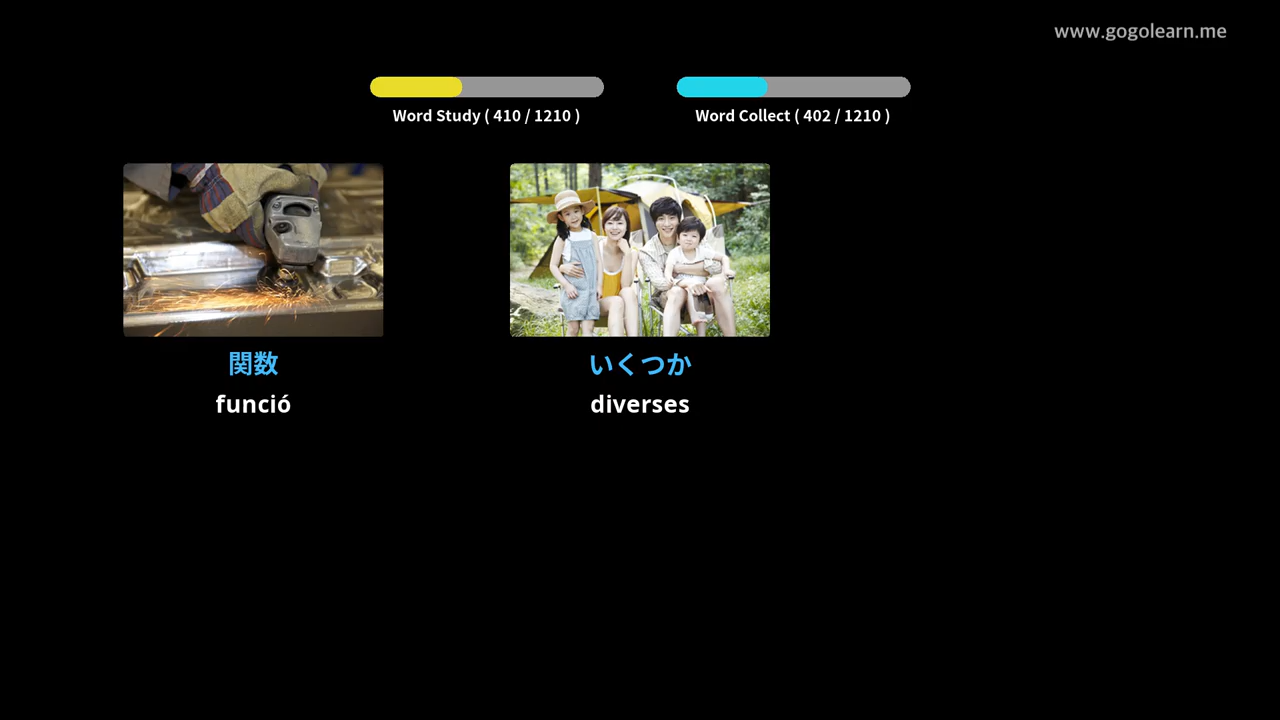 www.gogolearn.me
Word Study ( 410 / 1210 )
Word Collect ( 402 / 1210 )
関数
funció
いくつか
diverses